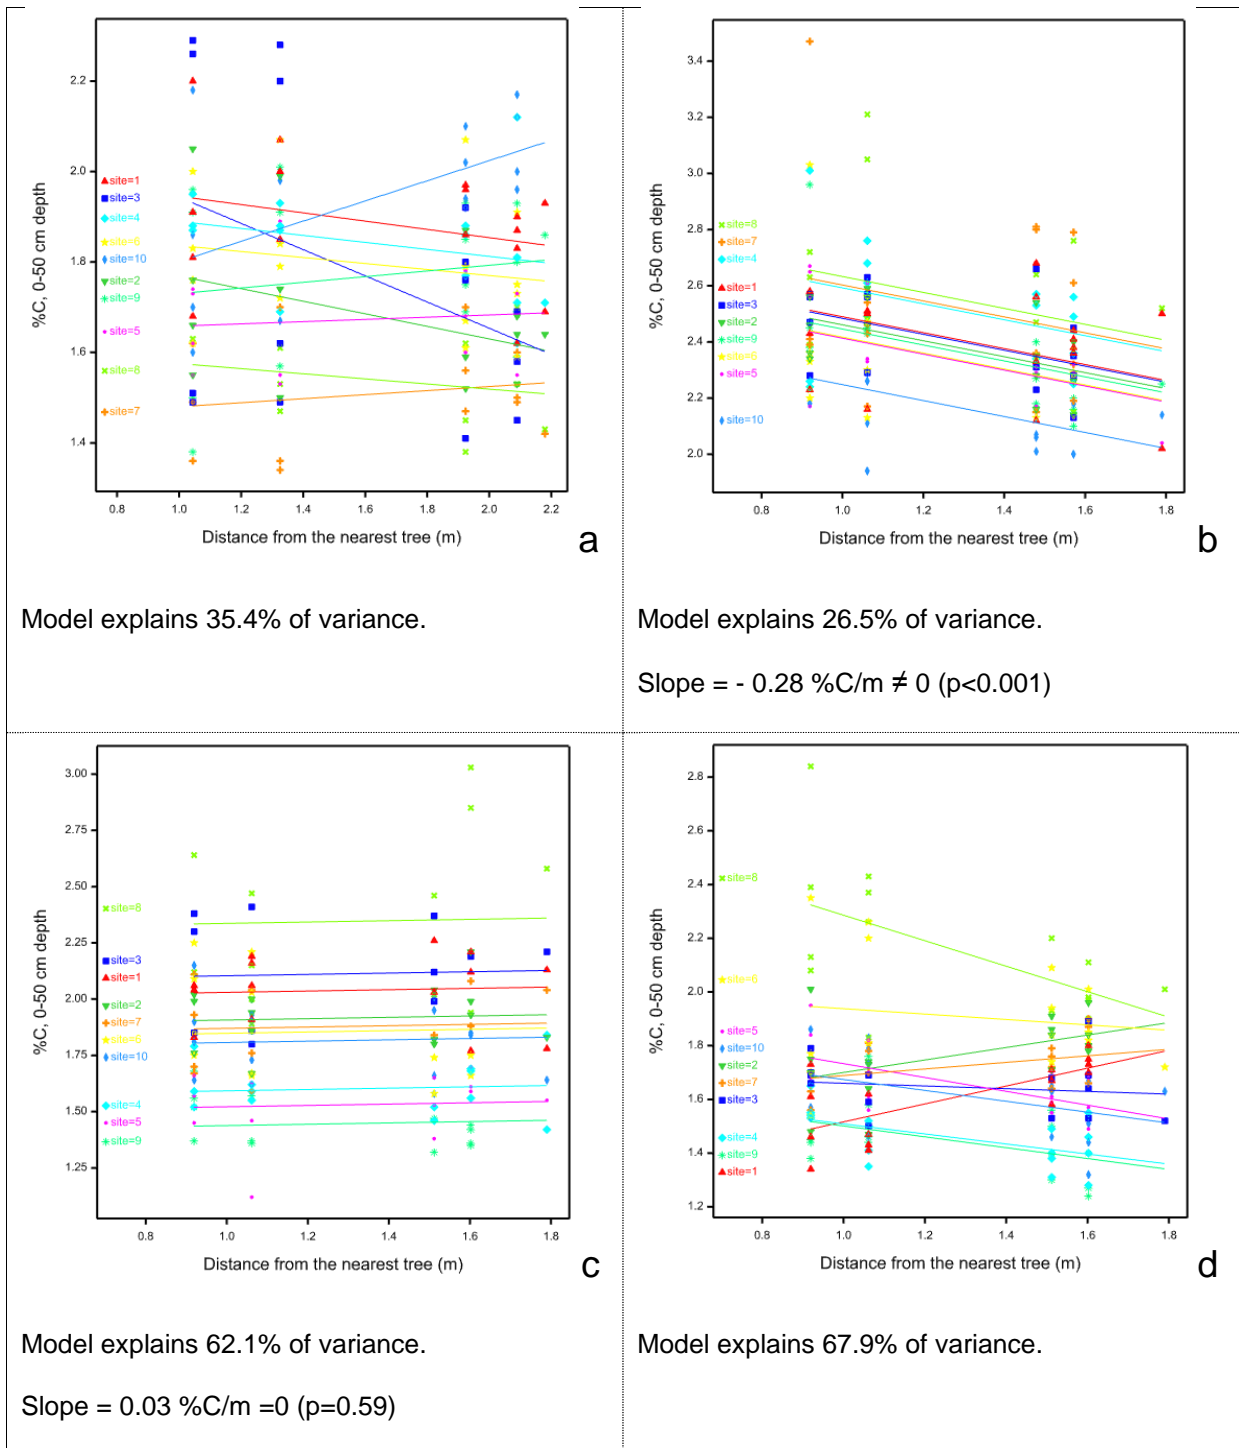 %C, 0-50 cm depth
2.2
2.0
1.8
1.6
1.4
site=1
site=3
site=4
site=6
site=10
site=2
site=9
site=5
site=8
site=7
0.8 1.0 1.2 1.4 1.6 1.8 2.0 2.2
Distance from the nearest tree (m)
a
Model explains 35.4% of variance.
%C, 0-50 cm depth
3.4
3.2
3.0
2.8
2.6
2.4
2.2
2.0
site=8
site=7
site=4
site=1
site=3
site=2
site=9
site=6
site=5
site=10
0.8 1.0 1.2 1.4 1.6 1.8
Distance from the nearest tree (m)
b
Model explains 26.5% of variance.
Slope = - 0.28 %C/m ≠ 0 (p<0.001)
%C, 0-50 cm depth
3.00
2.75
2.50
2.25
2.00
1.75
1.50
1.25
site=8
site=3
site=1
site=2
site=7
site=6
site=10
site=4
site=5
site=9
0.8 1.0 1.2 1.4 1.6 1.8
Distance from the nearest tree (m)
c
Model explains 62.1% of variance.
Slope = 0.03 %C/m =0 (p=0.59)
%C, 0-50 cm depth
2.8
2.6
2.4
2.2
2.0
1.8
1.6
1.4
1.2
site=8
site=6
site=5
site=10
site=2
site=7
site=3
site=4
site=9
site=1
0.8 1.0 1.2 1.4 1.6 1.8
Distance from the nearest tree (m)
d
Model explains 67.9% of variance.